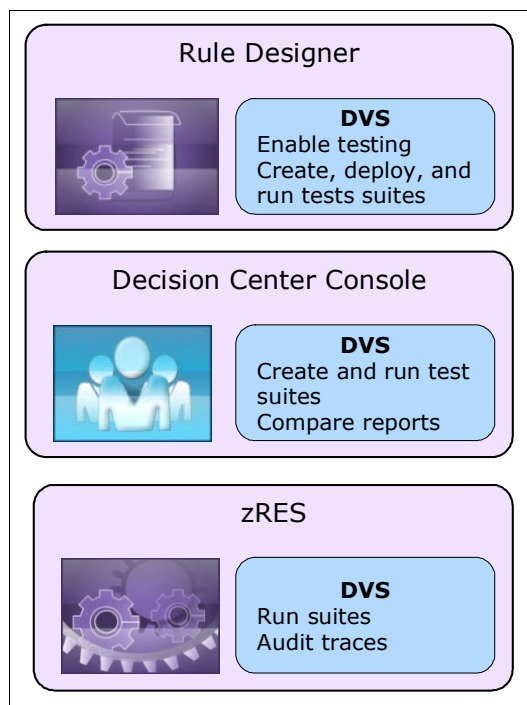 Rule Designer
DVS
Enable testing
Create, deploy, and
run tests suites
Decision Center Console
DVS
Create and run test
suites
Compare reports
zRES
DVS
Run suites
Audit traces